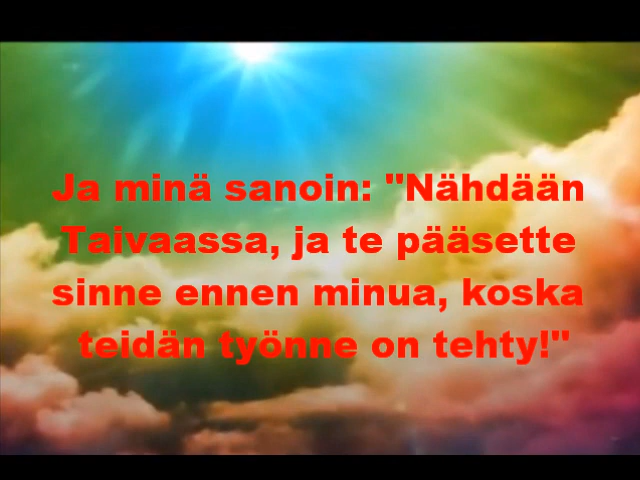 Ja minä sanoin: "Nähdään
Taivaassa, ja te pääsette
sinne ennen minua, koska
teidän työnne on tehty!"